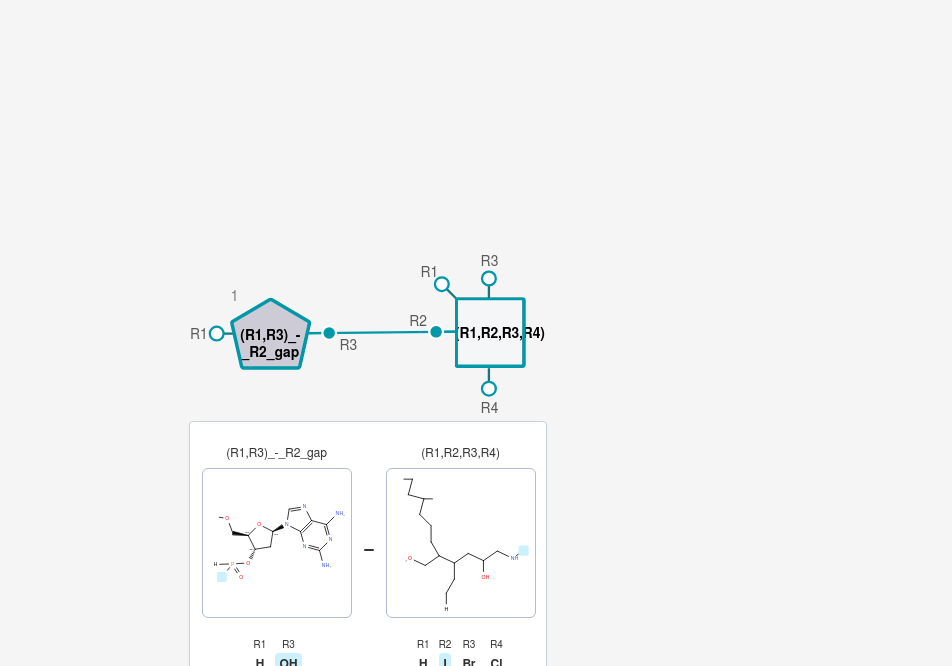 R3
R1
1
R2
R1
(R1,R3)_-
_R2_gap
R3
(R1,R2,R3,R4)
R4
(R1,R3)_-_R2_gap (R1,R2,R3,R4)
O O N N N N N NH₂ NH₂ H P O O
O OH NH H
R1 R3 R1 R2 R3 R4
H OH H I Br Cl